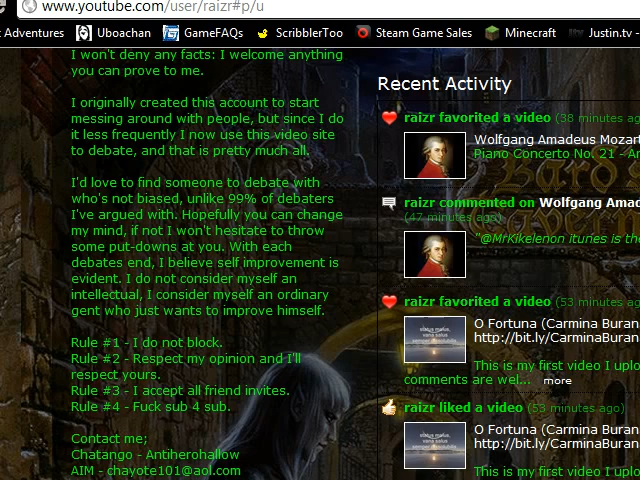 www.youtube.com/user/raizr#p/u
Adventures Uboachan GameFAQs ScribblerToo Steam Game Sales Minecraft Justin.tv -
I won't deny any facts: I welcome anything
you can prove to me.
I originally created this account to start
messing around with people, but since I do
it less frequently I now use this video site
to debate, and that is pretty much all.
I'd love to find someone to debate with
who's not biased, unlike 99% of debaters
I've argued with. Hopefully you can change
my mind, if not I won't hesitate to throw
some put-downs at you. With each
debates end, I believe self improvement is
evident. I do not consider myself an
intellectual, I consider myself an ordinary
gent who just wants to improve himself.
Rule #1 - I do not block.
Rule #2 - Respect my opinion and I'll
respect yours.
Rule #3 - I accept all friend invites.
Rule #4 - Fuck sub 4 sub.
Contact me;
Chatango - Antiherohallow
AIM - chayote101@aol.com
Recent Activity
raizr favorited a video (38 minutes ag
Wolfgang Amadeus Mozart
Piano Concerto No. 21 - An
raizr commented on Wolfgang Amad
(47 minutes ago)
"@MrKikelenon itunes is the
raizr favorited a video (53 minutes ag
O Fortuna (Carmina Buran
http://bit.ly/CarminaBuran
This is my first video I uplo
comments are wel... more
raizr liked a video (53 minutes ago)
O Fortuna (Carmina Buran
http://bit.ly/CarminaBuran
This is my first video I uplo